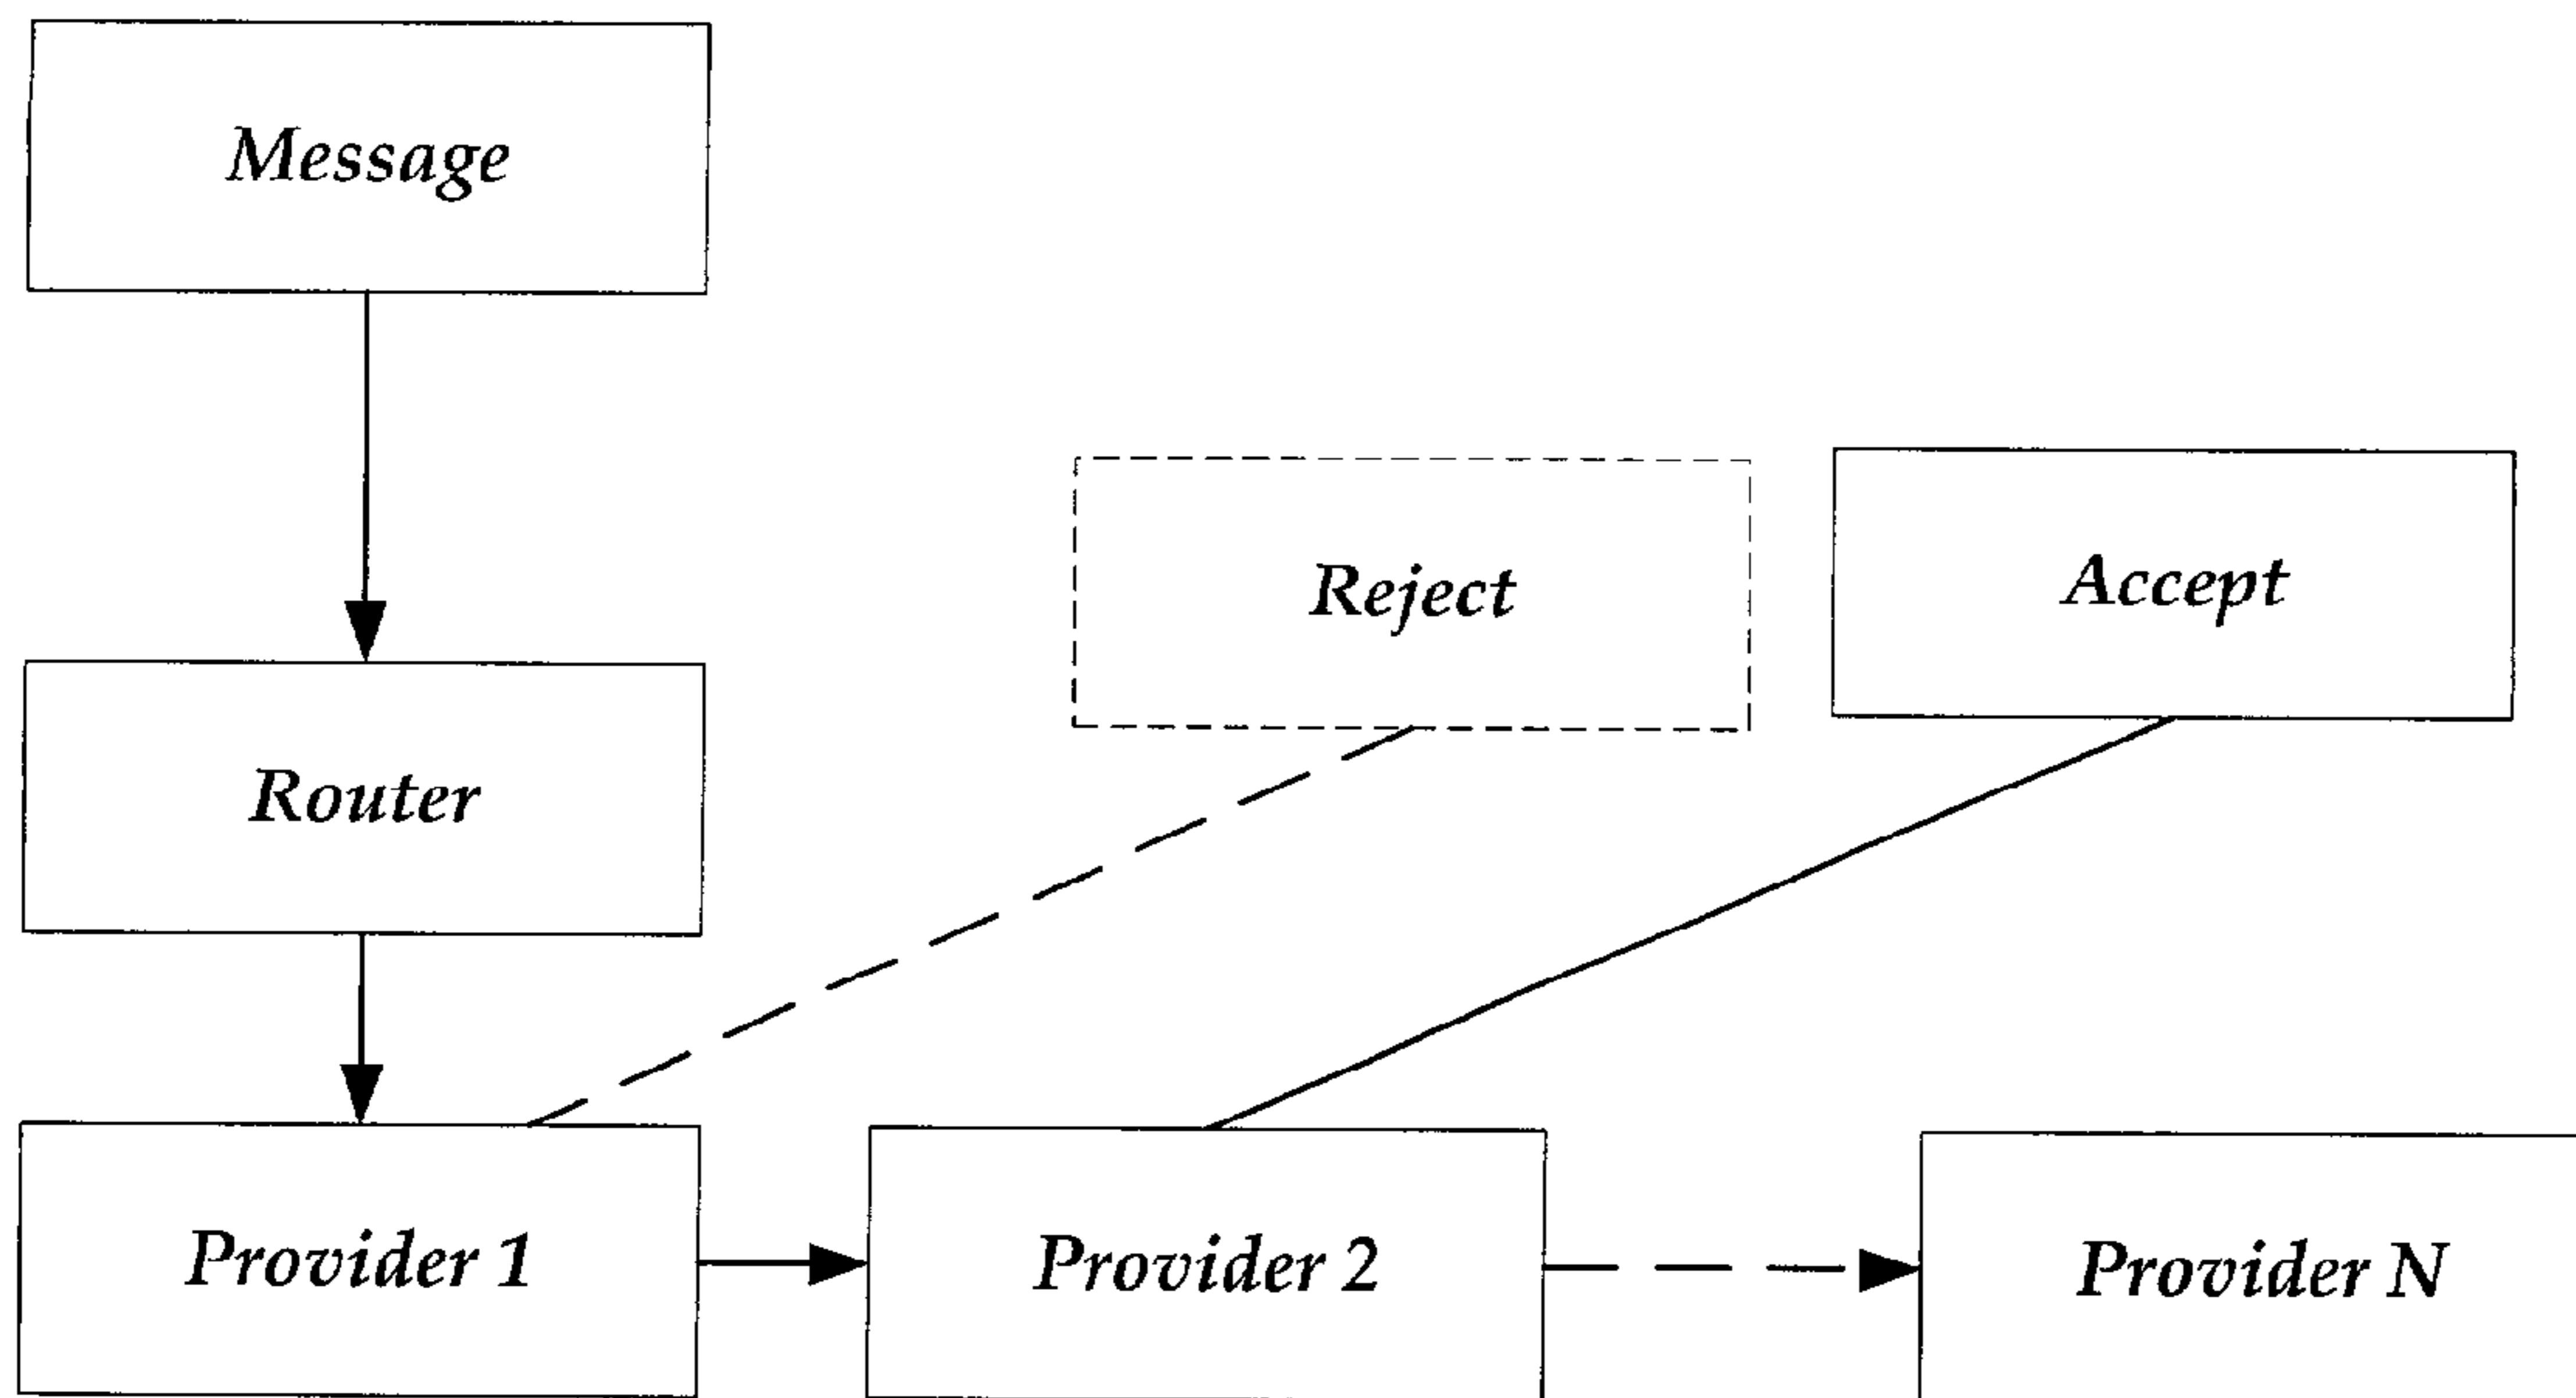 Message
Reject
Accept
Router
Provider 1
Provider 2
Provider N